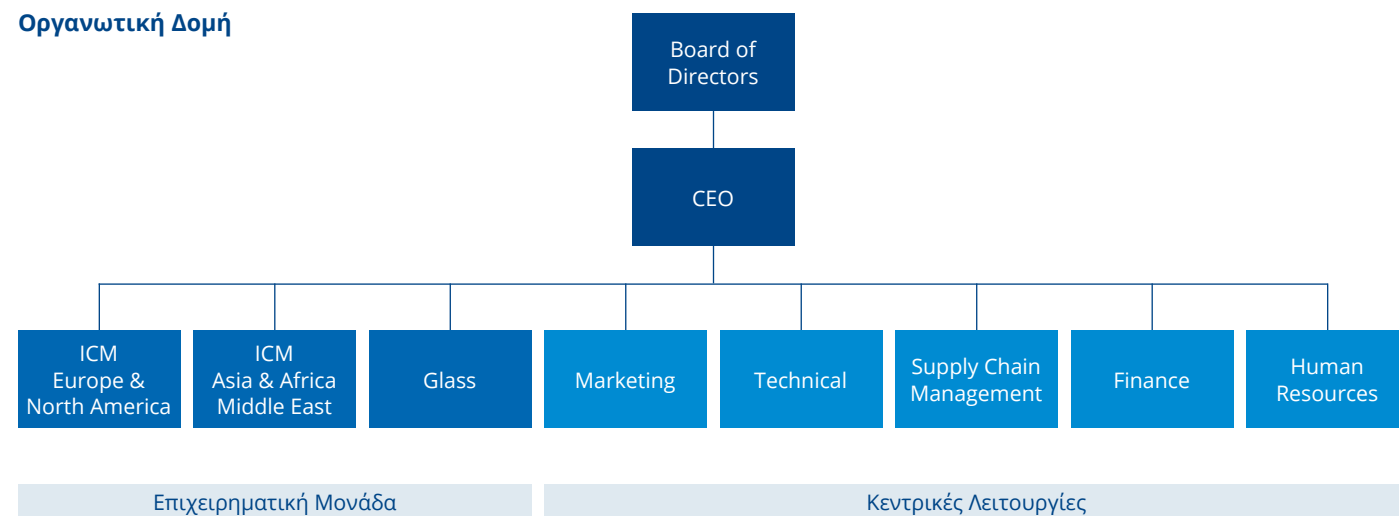 Οργανωτική Δομή
Board of
Directors
CEO
ICM
Europe &
North America
ICM
Asia & Africa
Middle East
Glass
Marketing
Technical
Supply Chain
Management
Finance
Human
Resources
Επιχειρηματική Μονάδα
Κεντρικές Λειτουργίες